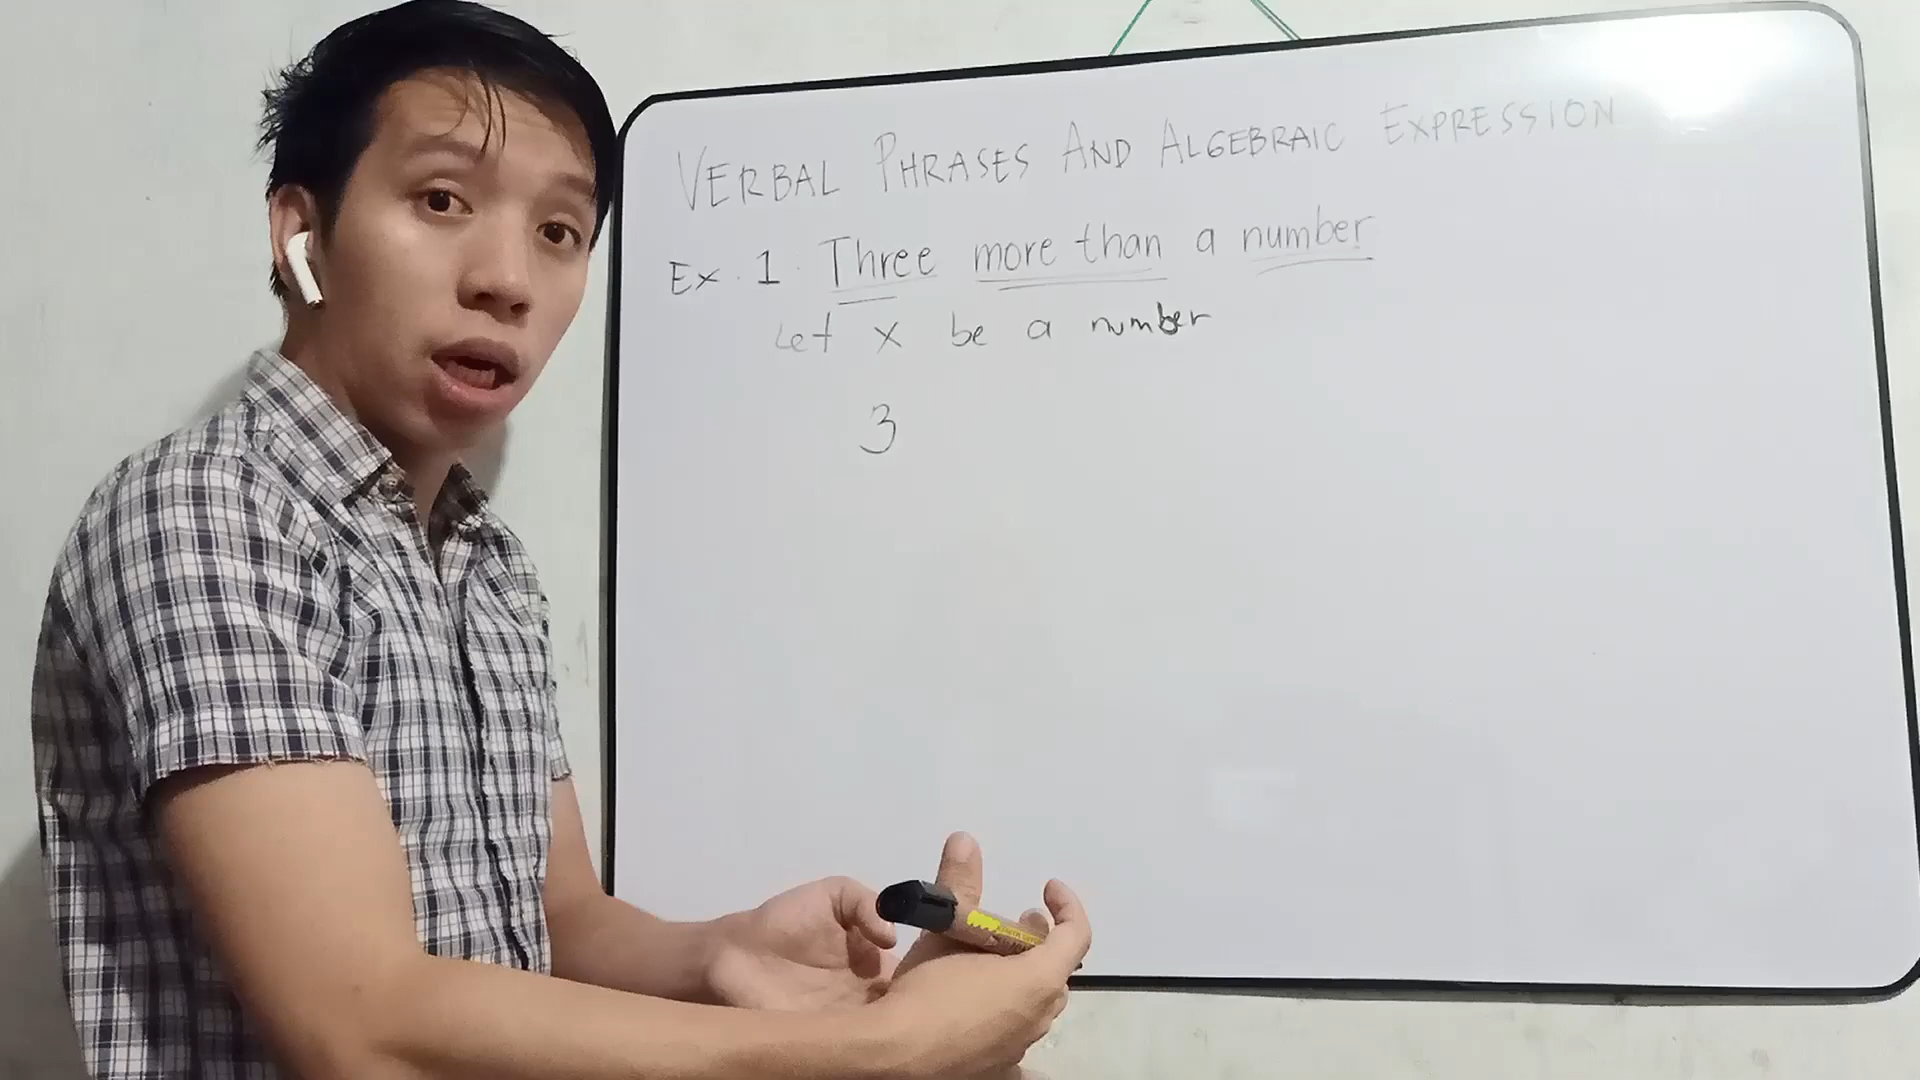 VERBAL PHRASES AND ALGEBRAIC EXPRESSION
Ex. 1. Three more than a number
Let x be a number
3